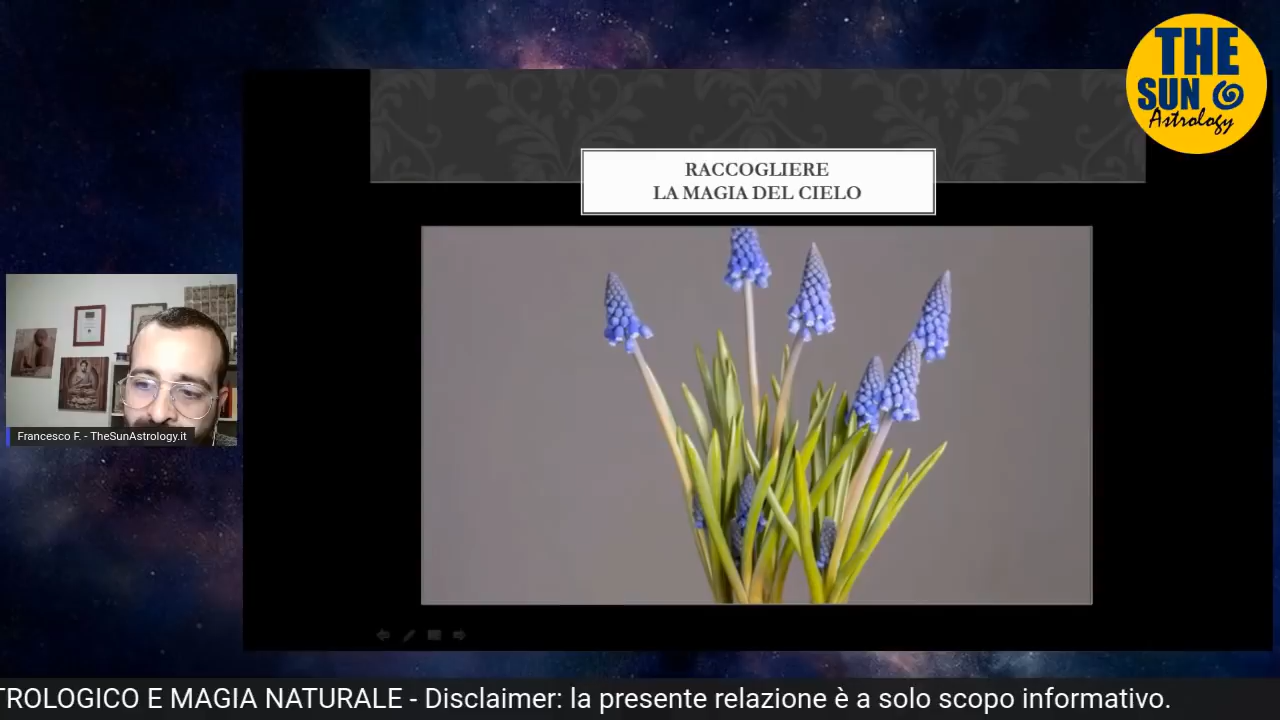 THE
SUN
Astrology
RACCOGLIERE
LA MAGIA DEL CIELO
Francesco F. - TheSunAstrology.it
TROLOGICO E MAGIA NATURALE - Disclaimer: la presente relazione è a solo scopo informativo.